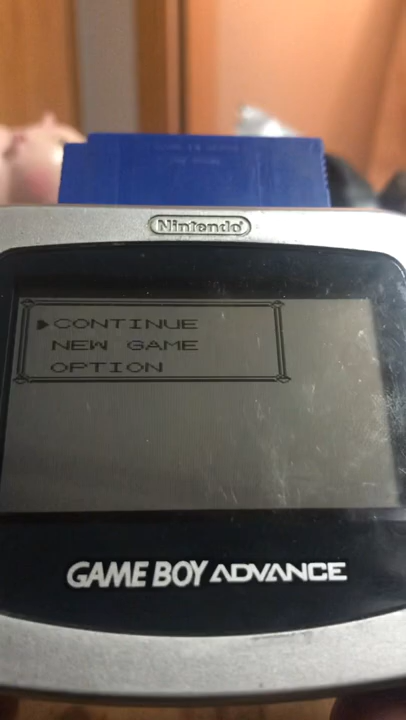 Nintendo
CONTINUE
NEW GAME
OPTION
GAME BOY ADVANCE